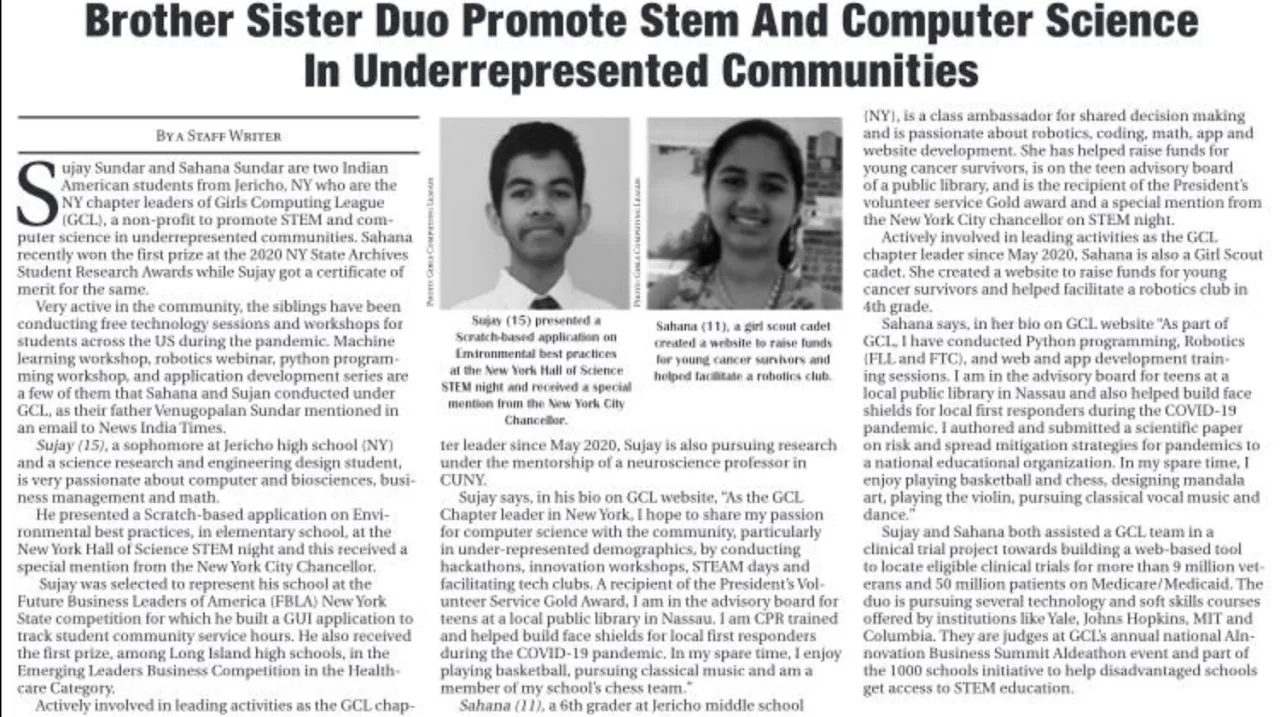 Brother Sister Duo Promote Stem And Computer Science
In Underrepresented Communities
BY A STAFF WRITER
Sujay Sundar and Sahana Sundar are two Indian
American students from Jericho, NY who are the
NY chapter leaders of Girls Computing League
(GCL), a non-profit to promote STEM and com-
puter science in underrepresented communities. Sahana
recently won the first prize at the 2020 NY State Archives
Student Research Awards while Sujay got a certificate of
merit for the same.
Very active in the community, the siblings have been
conducting free technology sessions and workshops for
students across the US during the pandemic. Machine
learning workshop, robotics webinar, python program-
ming workshop, and application development series are
a few of them that Sahana and Sujan conducted under
GCL, as their father Venugopalan Sundar mentioned in
an email to News India Times.
Sujay (15), a sophomore at Jericho high school (NY)
and a science research and engineering design student,
is very passionate about computer and biosciences, busi-
ness management and math.
He presented a Scratch-based application on Envi-
ronmental best practices, in elementary school, at the
New York Hall of Science STEM night and this received a
special mention from the New York City Chancellor.
Sujay was selected to represent his school at the
Future Business Leaders of America (FBLA) New York
State competition for which he built a GUI application to
track student community service hours. He also received
the first prize, among Long Island high schools, in the
Emerging Leaders Business Competition in the Health-
care Category.
Actively involved in leading activities as the GCL chap-
PHOTO: GIRLS COMPUTING LEAGUE
Sujay (15) presented a
Scratch-based application on
Environmental best practices
at the New York Hall of Science
STEM night and received a special
mention from the New York City
Chancellor.
PHOTO: GIRLS COMPUTING LEAGUE
Sahana (11), a girl scout cadet
created a website to raise funds
for young cancer survivors and
helped facilitate a robotics club.
ter leader since May 2020, Sujay is also pursuing research
under the mentorship of a neuroscience professor in
CUNY.
Sujay says, in his bio on GCL website, "As the GCL
Chapter leader in New York, I hope to share my passion
for computer science with the community, particularly
in under-represented demographics, by conducting
hackathons, innovation workshops, STEAM days and
facilitating tech clubs. A recipient of the President's Vol-
unteer Service Gold Award, I am in the advisory board for
teens at a local public library in Nassau. I am CPR trained
and helped build face shields for local first responders
during the COVID-19 pandemic. In my spare time, I enjoy
playing basketball, pursuing classical music and am a
member of my school's chess team."
Sahana (11), a 6th grader at Jericho middle school
(NY), is a class ambassador for shared decision making
and is passionate about robotics, coding, math, app and
website development. She has helped raise funds for
young cancer survivors, is on the teen advisory board
of a public library, and is the recipient of the President's
volunteer service Gold award and a special mention from
the New York City chancellor on STEM night.
Actively involved in leading activities as the GCL
chapter leader since May 2020, Sahana is also a Girl Scout
cadet. She created a website to raise funds for young
cancer survivors and helped facilitate a robotics club in
4th grade.
Sahana says, in her bio on GCL website "As part of
GCL, I have conducted Python programming, Robotics
(FLL and FTC), and web and app development train-
ing sessions. I am in the advisory board for teens at a
local public library in Nassau and also helped build face
shields for local first responders during the COVID-19
pandemic. I authored and submitted a scientific paper
on risk and spread mitigation strategies for pandemics to
a national educational organization. In my spare time, I
enjoy playing basketball and chess, designing mandala
art, playing the violin, pursuing classical vocal music and
dance."
Sujay and Sahana both assisted a GCL team in a
clinical trial project towards building a web-based tool
to locate eligible clinical trials for more than 9 million vet-
erans and 50 million patients on Medicare/Medicaid. The
duo is pursuing several technology and soft skills courses
offered by institutions like Yale, Johns Hopkins, MIT and
Columbia. They are judges at GCL's annual national AIn-
novation Business Summit AIdeathon event and part of
the 1000 schools initiative to help disadvantaged schools
get access to STEM education.